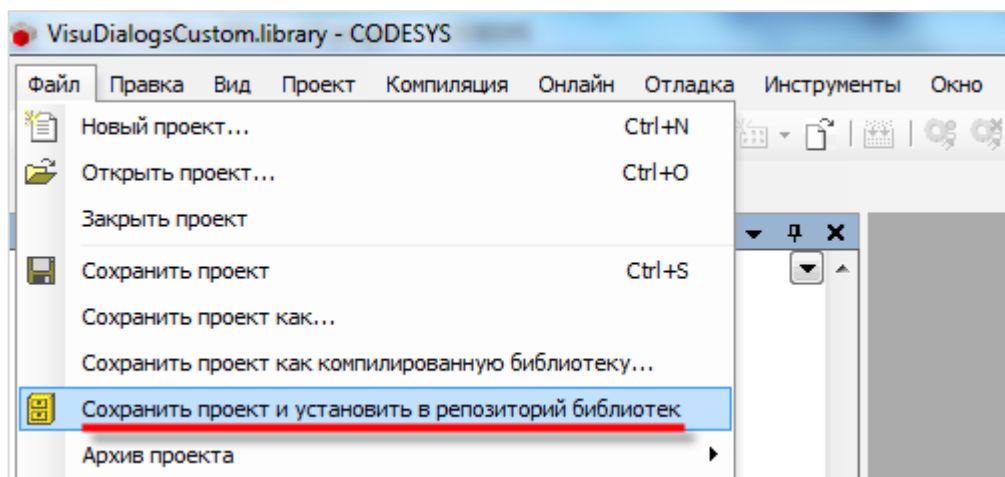 VisuDialogsCustom.library - CODESYS
Файл Правка Вид Проект Компиляция Онлайн Отладка Инструменты Окно
Новый проект... Ctrl+N
Открыть проект... Ctrl+O
Закрыть проект
Сохранить проект Ctrl+S
Сохранить проект как...
Сохранить проект как компилированную библиотеку...
Сохранить проект и установить в репозиторий библиотек
Архив проекта